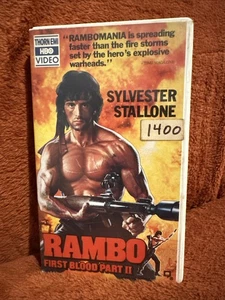 THORN EMI
HBO
VIDEO
"RAMBOMANIA is spreading
faster than the fire storms
set by the hero's explosive
warheads."
SYLVESTER
STALLONE
1400
RAMBO
FIRST BLOOD PART II